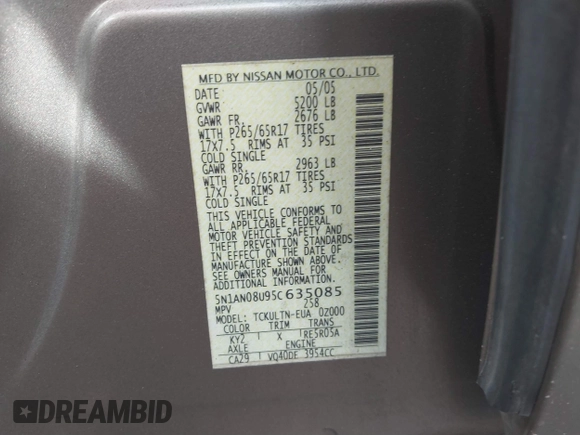 MFD BY NISSAN MOTOR CO., LTD.
DATE 05/05
GVWR 5200 LB
GAWR FR. 2676 LB
WITH P265/65R17 TIRES
17X7.5 RIMS AT 35 PSI
COLD SINGLE
GAWR RR. 2963 LB
WITH P265/65R17 TIRES
17X7.5 RIMS AT 35 PSI
COLD SINGLE
THIS VEHICLE CONFORMS TO
ALL APPLICABLE FEDERAL
MOTOR VEHICLE SAFETY AND
THEFT PREVENTION STANDARDS
IN EFFECT ON THE DATE OF
MANUFACTURE SHOWN ABOVE.
SEE OWNERS MANUAL FOR
ADDITIONAL INFORMATION.
5N1AN08U95C635085
MPV 258
MODEL: TCKULTN-EUA 02000
COLOR TRIM TRANS
KY2 X RE5R05A
AXLE ENGINE
CA29 VQ40DE 3954CC
DREAMBID